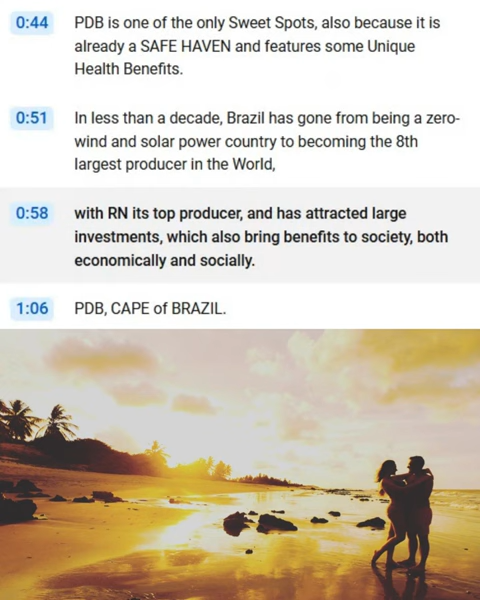 0:44
PDB is one of the only Sweet Spots, also because it is
already a SAFE HAVEN and features some Unique
Health Benefits.
0:51
In less than a decade, Brazil has gone from being a zero-
wind and solar power country to becoming the 8th
largest producer in the World,
0:58
with RN its top producer, and has attracted large
investments, which also bring benefits to society, both
economically and socially.
1:06
PDB, CAPE of BRAZIL.